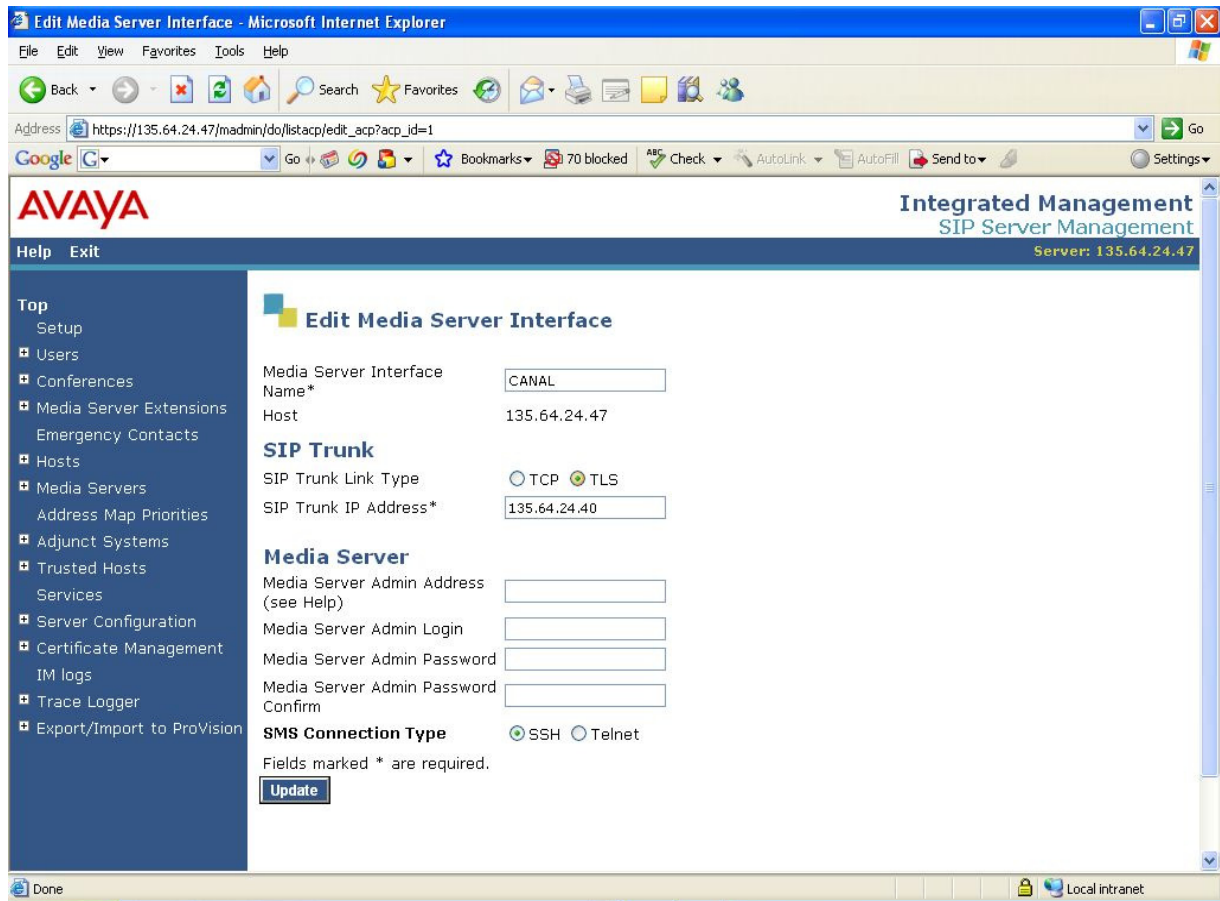 Edit Media Server Interface - Microsoft Internet Explorer
File Edit View Favorites Tools Help
Back Search Favorites
Address https://135.64.24.47/madmin/do/listacp/edit_acp?acp_id=1 Go
Google G Go Bookmarks 70 blocked ABC Check AutoLink AutoFill Send to Settings
AVAYA
Integrated Management
SIP Server Management
Help Exit
Server: 135.64.24.47
Top
Setup
Users
Conferences
Media Server Extensions
Emergency Contacts
Hosts
Media Servers
Address Map Priorities
Adjunct Systems
Trusted Hosts
Services
Server Configuration
Certificate Management
IM logs
Trace Logger
Export/Import to ProVision
Edit Media Server Interface
Media Server Interface
Name* CANAL
Host 135.64.24.47
SIP Trunk
SIP Trunk Link Type TCP TLS
SIP Trunk IP Address* 135.64.24.40
Media Server
Media Server Admin Address
(see Help)
Media Server Admin Login
Media Server Admin Password
Media Server Admin Password
Confirm
SMS Connection Type SSH Telnet
Fields marked * are required.
Update
Done Local intranet